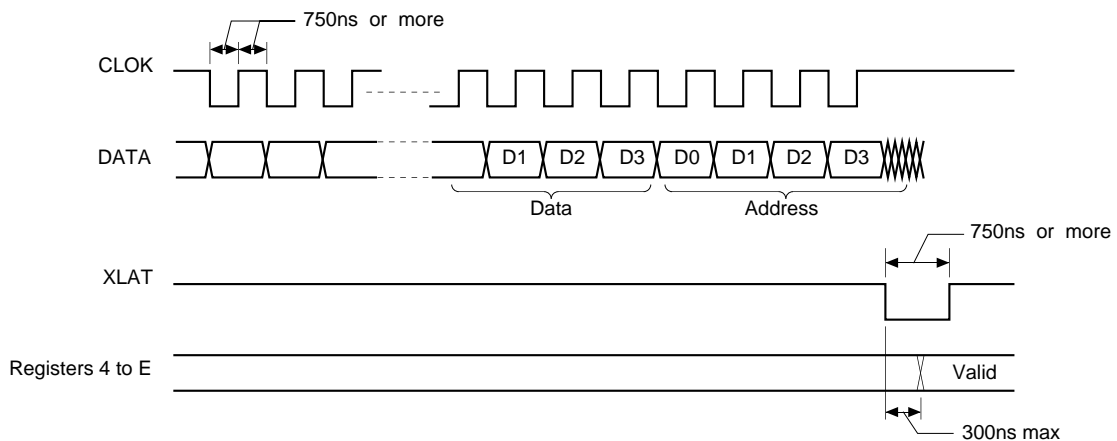 750ns or more
CLOK
DATA
D1 D2 D3 D0 D1 D2 D3
Data Address
750ns or more
XLAT
Registers 4 to E
Valid
300ns max